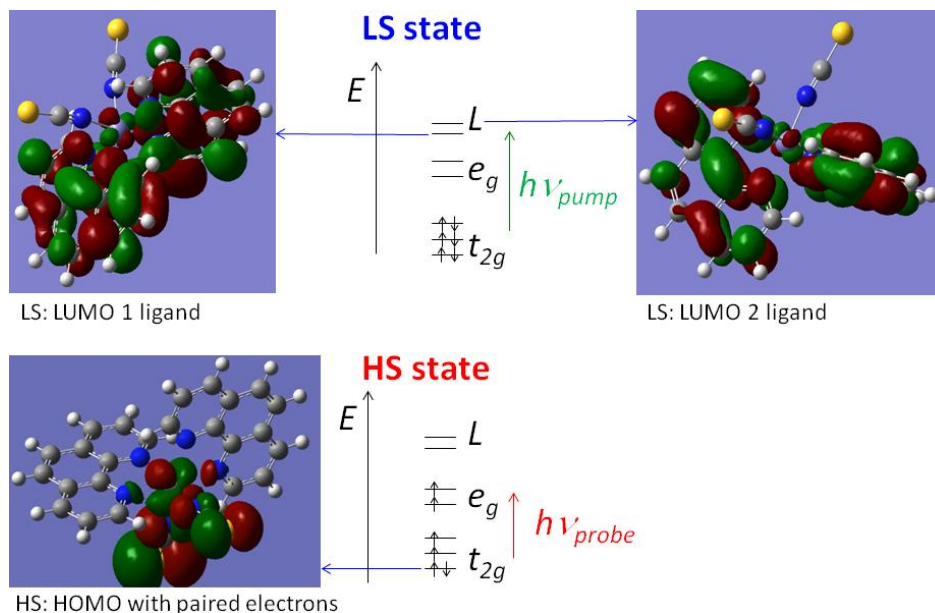 LS state
E
L
e_g
hν_pump
t_2g
LS: LUMO 1 ligand
LS: LUMO 2 ligand
HS state
E
L
e_g
hν_probe
t_2g
HS: HOMO with paired electrons